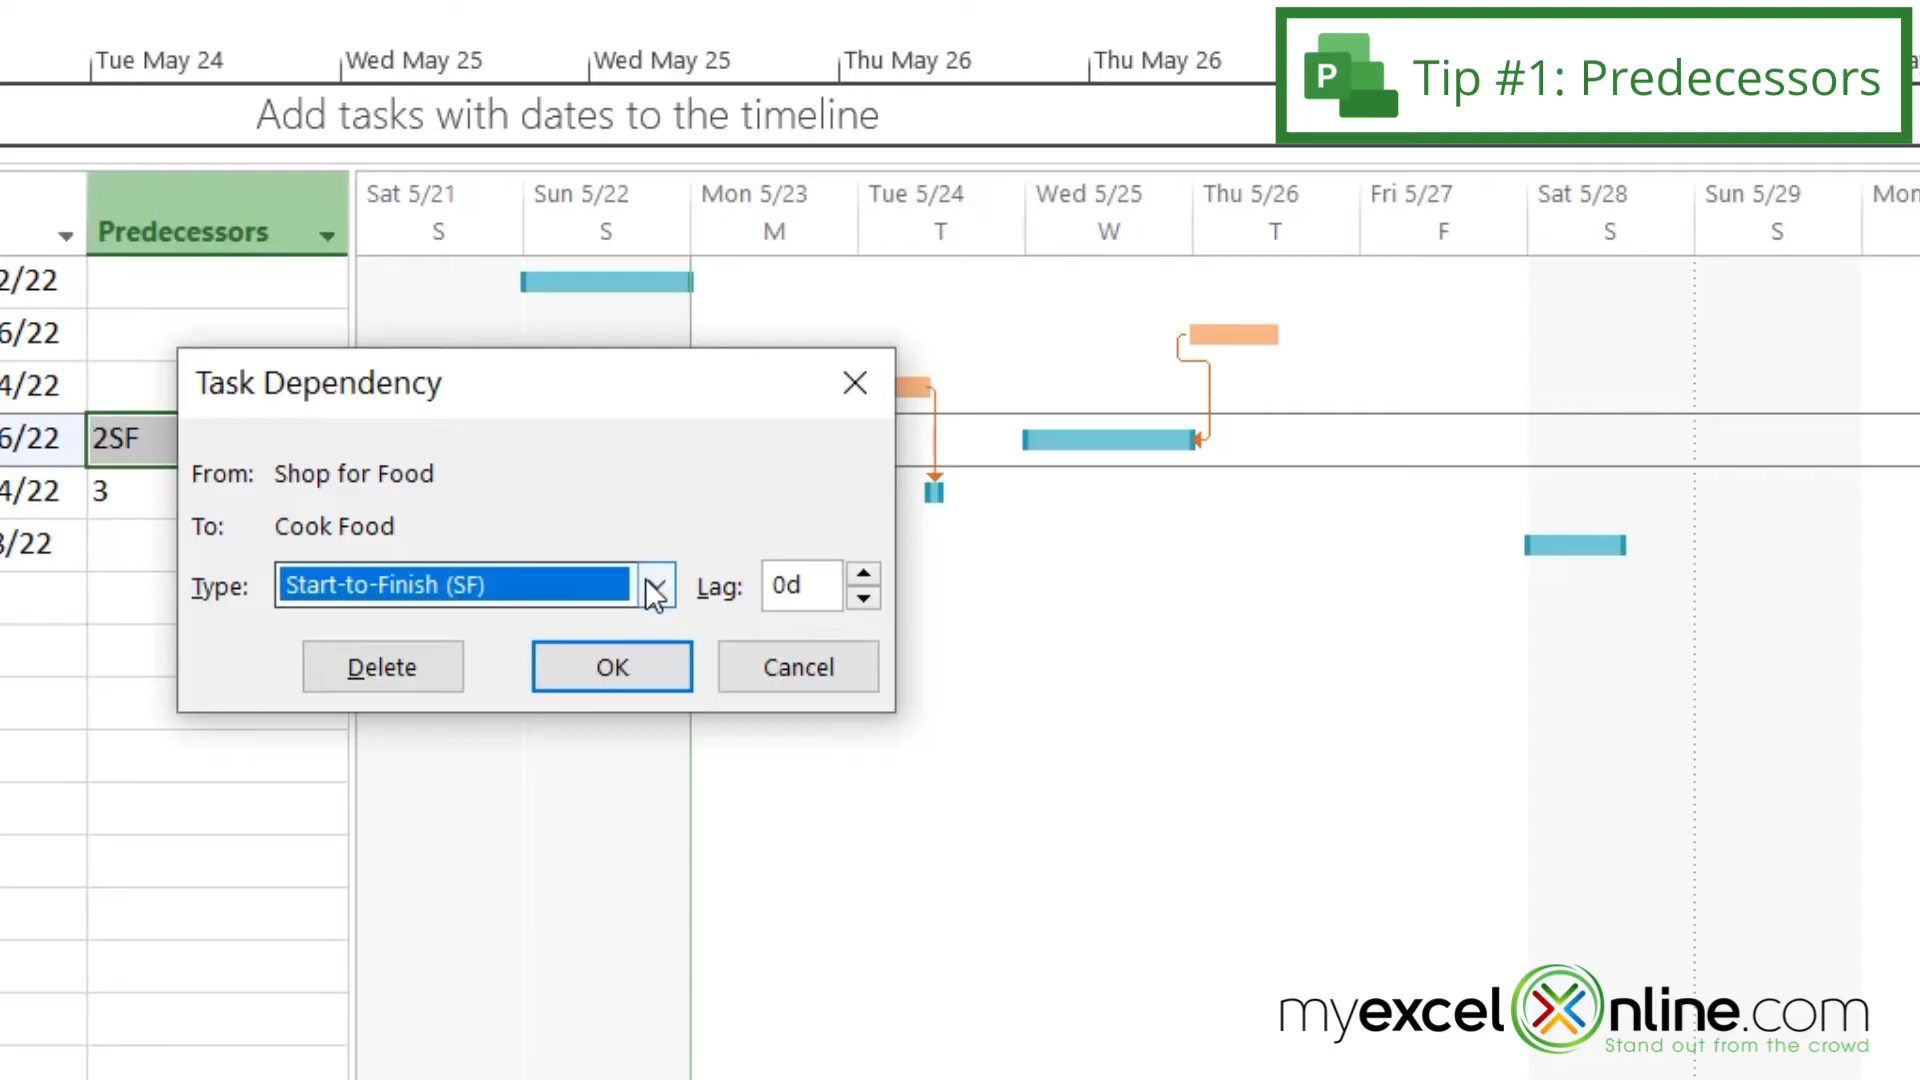 Tue May 24 Wed May 25 Wed May 25 Thu May 26 Thu May 26
P Tip #1: Predecessors
Add tasks with dates to the timeline
Sat 5/21 Sun 5/22 Mon 5/23 Tue 5/24 Wed 5/25 Thu 5/26 Fri 5/27 Sat 5/28 Sun 5/29 Mon
Predecessors S S M T W T F S S
2/22
6/22
4/22
6/22 2SF
4/22 3
3/22
Task Dependency
From: Shop for Food
To: Cook Food
Type: Start-to-Finish (SF) Lag: 0d
Delete OK Cancel
myexcelOnline.com
Stand out from the crowd